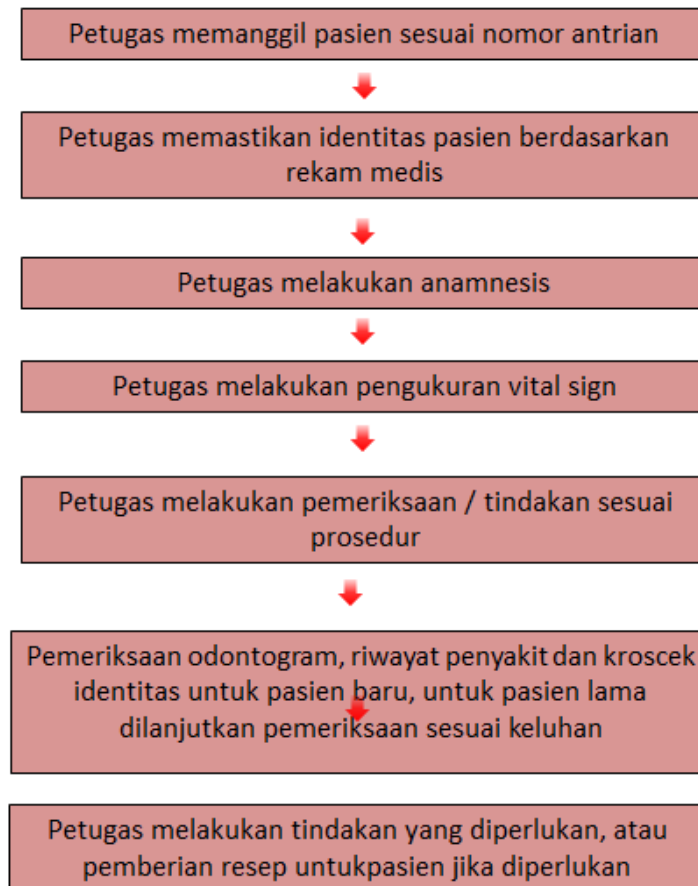 Petugas memanggil pasien sesuai nomor antrian
Petugas memastikan identitas pasien berdasarkan
rekam medis
Petugas melakukan anamnesis
Petugas melakukan pengukuran vital sign
Petugas melakukan pemeriksaan / tindakan sesuai
prosedur
Pemeriksaan odontogram, riwayat penyakit dan kroscek
identitas untuk pasien baru, untuk pasien lama
dilanjutkan pemeriksaan sesuai keluhan
Petugas melakukan tindakan yang diperlukan, atau
pemberian resep untukpasien jika diperlukan